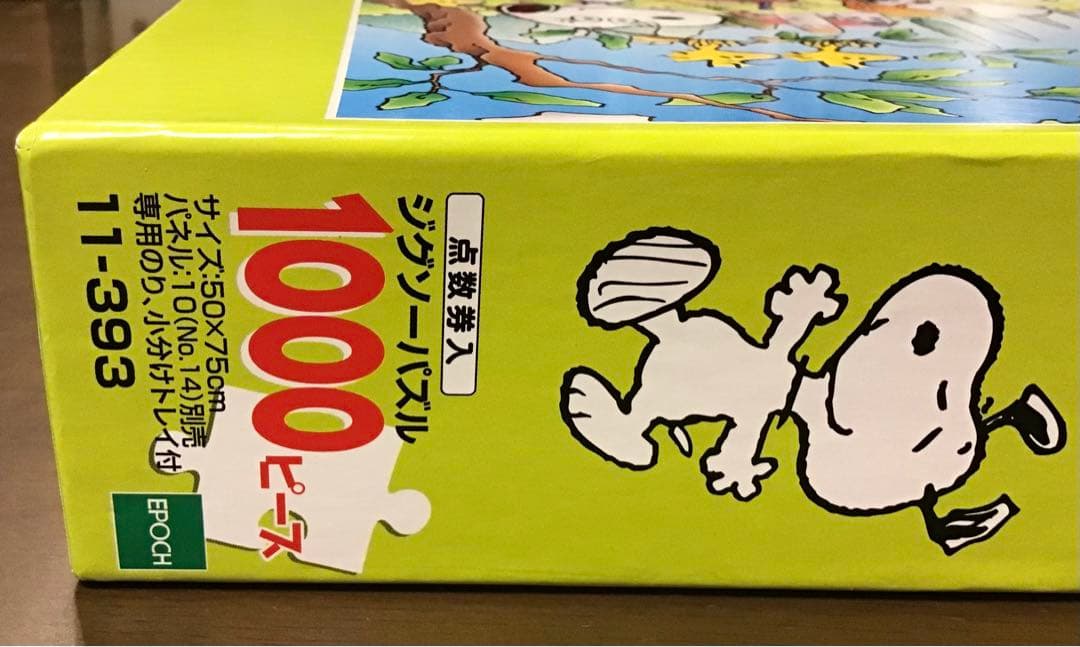 点数券入
ジグソーパズル
1000ピース
サイズ:50×75cm
パネル:10(No.14)別売
専用のり、小分けトレイ付
11-393
EPOCH